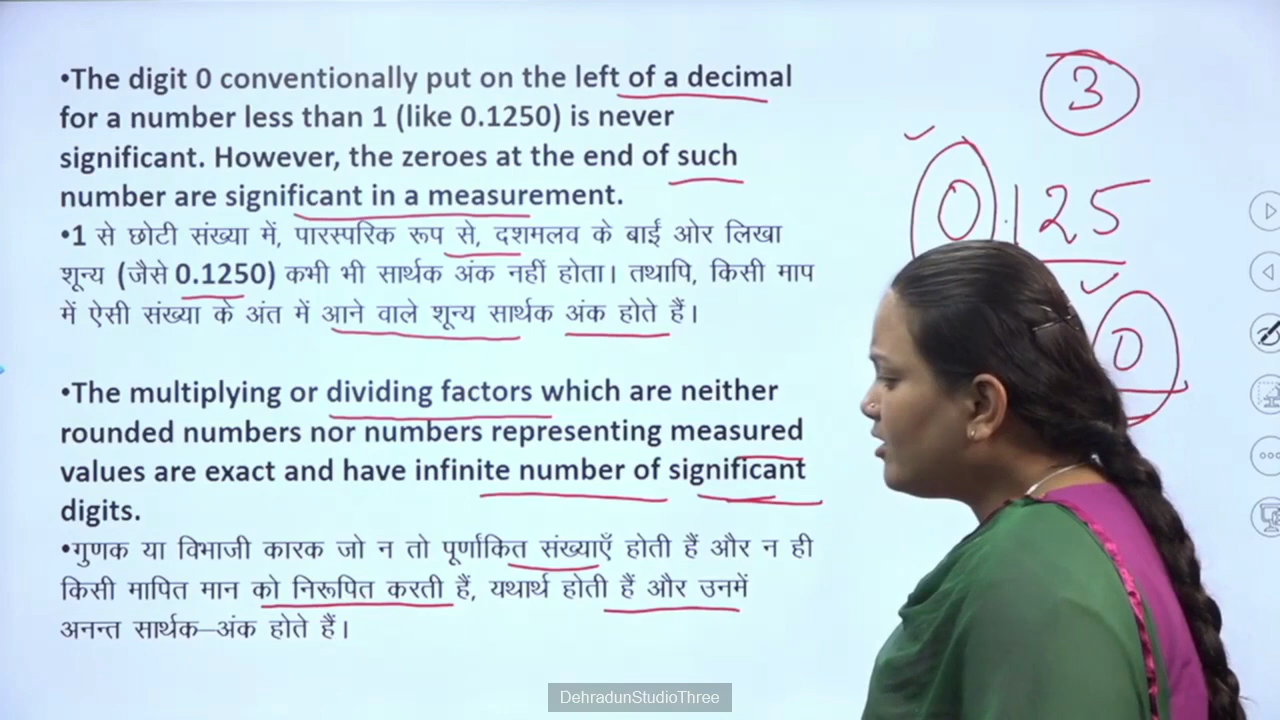 •The digit 0 conventionally put on the left of a decimal
for a number less than 1 (like 0.1250) is never
significant. However, the zeroes at the end of such
number are significant in a measurement.
•1 से छोटी संख्या में, पारस्परिक रूप से, दशमलव के बाईं ओर लिखा
शून्य (जैसे 0.1250) कभी भी सार्थक अंक नहीं होता। तथापि, किसी माप
में ऐसी संख्या के अंत में आने वाले शून्य सार्थक अंक होते हैं।
•The multiplying or dividing factors which are neither
rounded numbers nor numbers representing measured
values are exact and have infinite number of significant
digits.
•गुणक या विभाजी कारक जो न तो पूर्णांकित संख्याएँ होती हैं और न ही
किसी मापित मान को निरूपित करती हैं, यथार्थ होती हैं और उनमें
अनन्त सार्थक–अंक होते हैं।
3
0.125
0
DehradunStudioThree